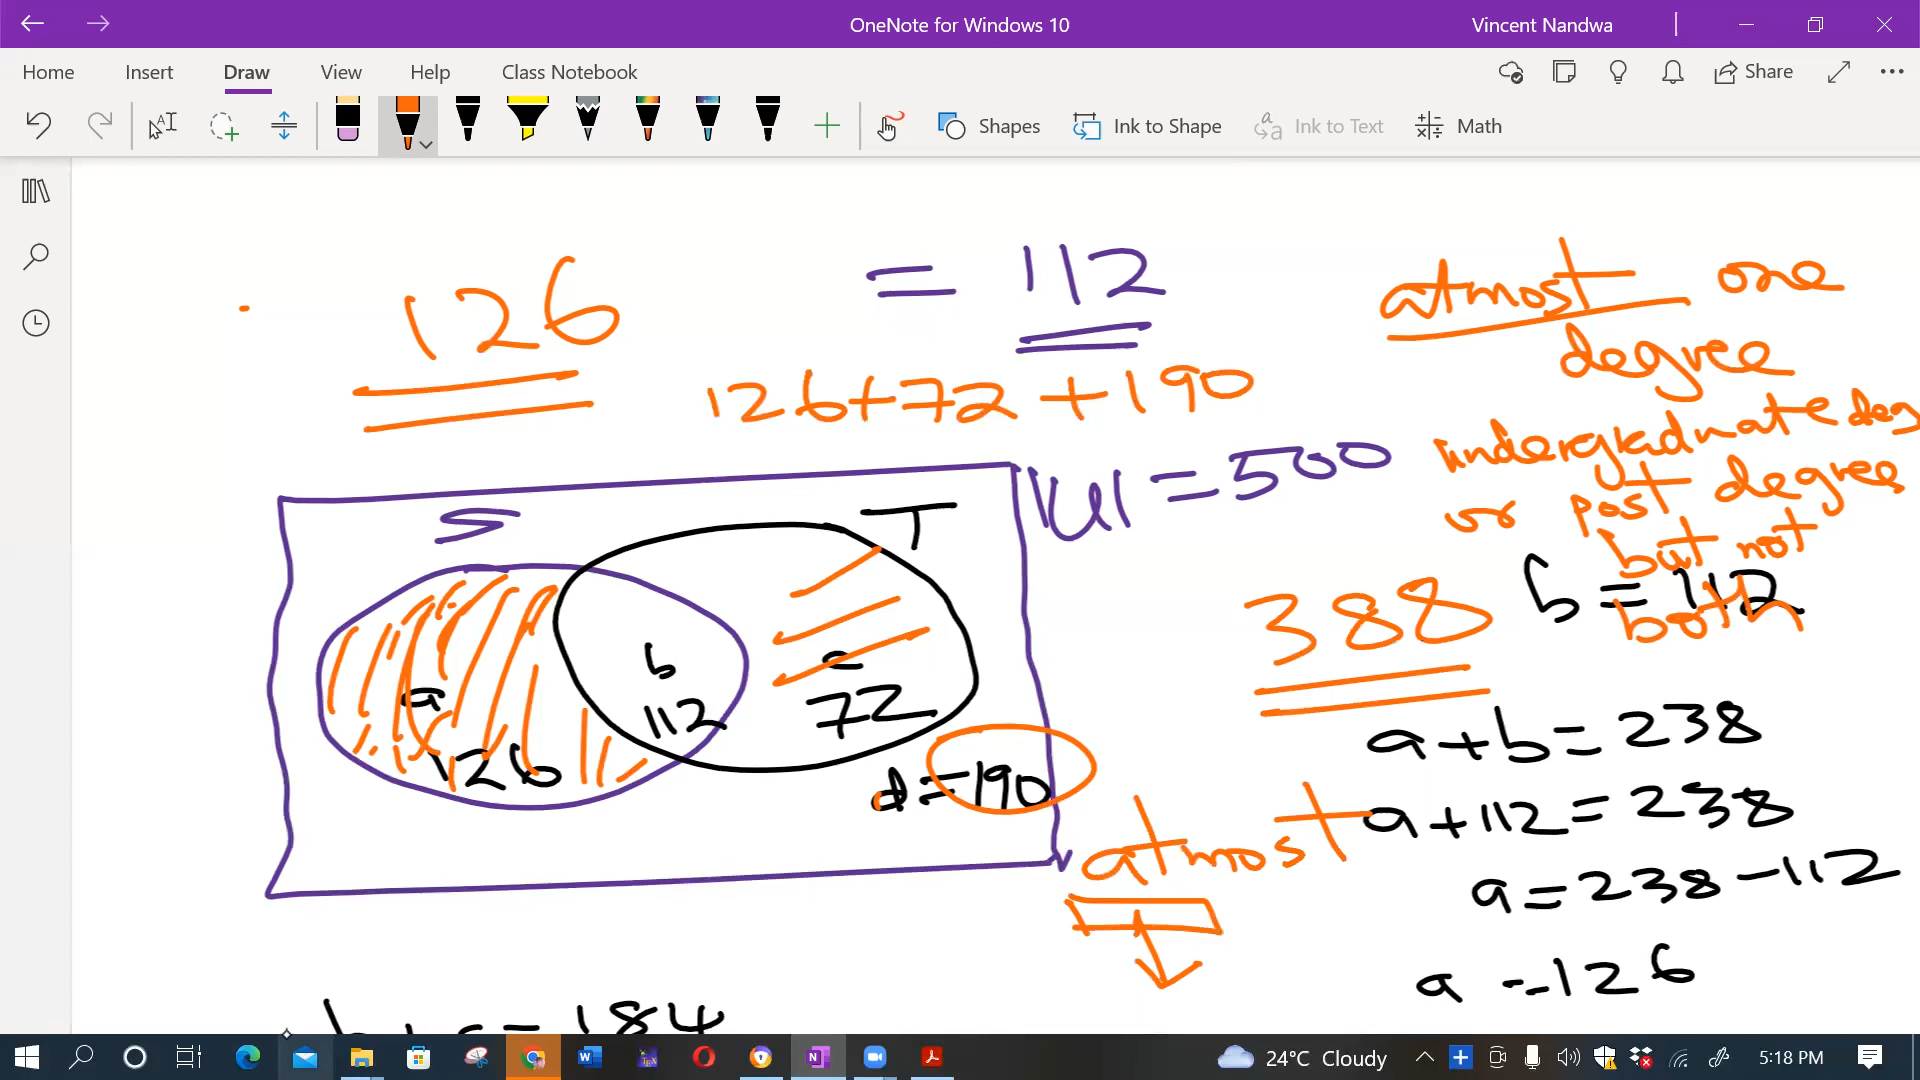 OneNote for Windows 10
Vincent Nandwa
Home Insert Draw View Help Class Notebook
Share
Shapes Ink to Shape Ink to Text Math
126
= 112
atmost one
degree
126+72+190
undergraduate deg
or post degree
but not
both
|U|=500
S
T
388
b=112
a
126
b
112
c
72
d=190
a+b=238
atmost
a+112=238
a=238-112
a=126
b+c=184
24°C Cloudy
5:18 PM